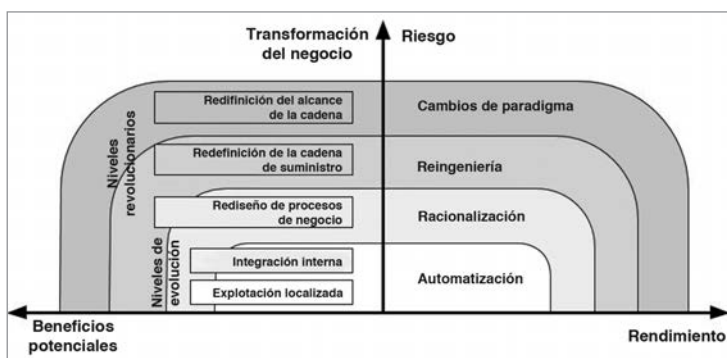 Transformación
del negocio
Riesgo
Redifinición del alcance
de la cadena
Cambios de paradigma
Niveles
revolucionarios
Redefinición de la cadena
de suministro
Reingeniería
Rediseño de procesos
de negocio
Racionalización
Niveles de
evolución
Integración interna
Explotación localizada
Automatización
Beneficios
potenciales
Rendimiento